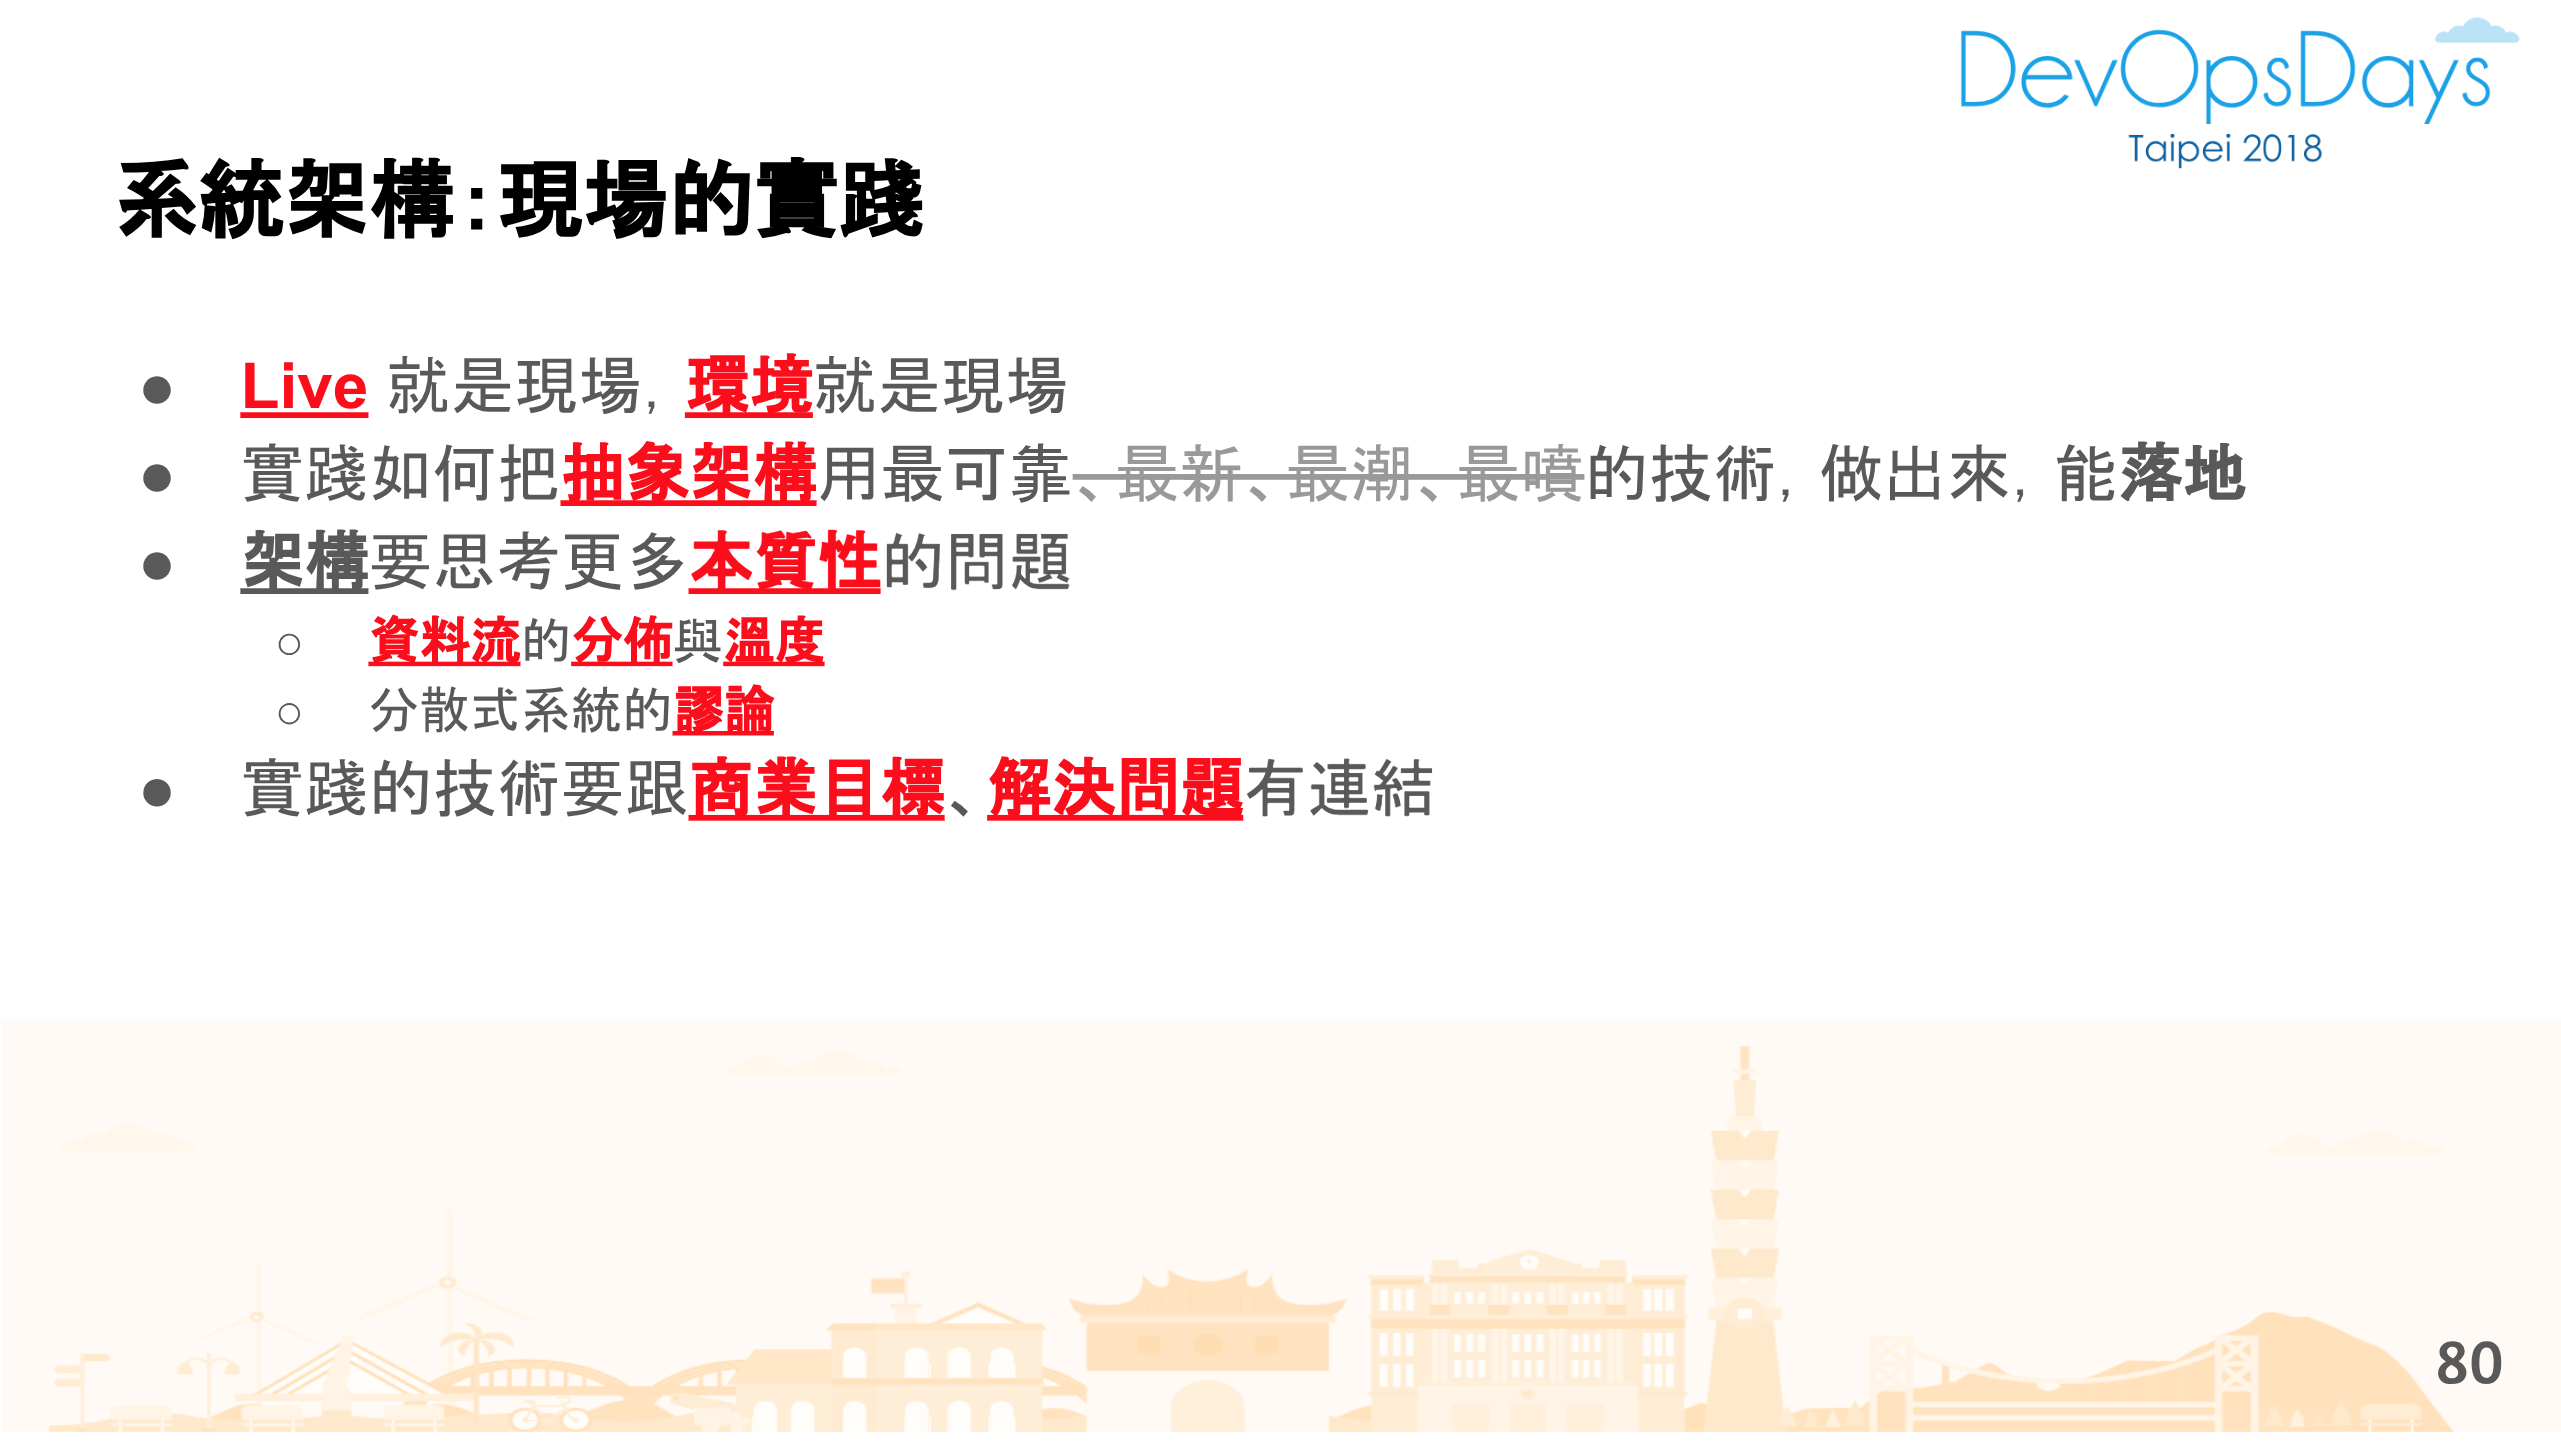 DevOpsDays
Taipei 2018
系統架構：現場的實踐
● Live 就是現場，環境就是現場
● 實踐如何把抽象架構用最可靠、最新、最潮、最噴的技術，做出來，能落地
● 架構要思考更多本質性的問題
○ 資料流的分佈與溫度
○ 分散式系統的謬論
● 實踐的技術要跟商業目標、解決問題有連結
80